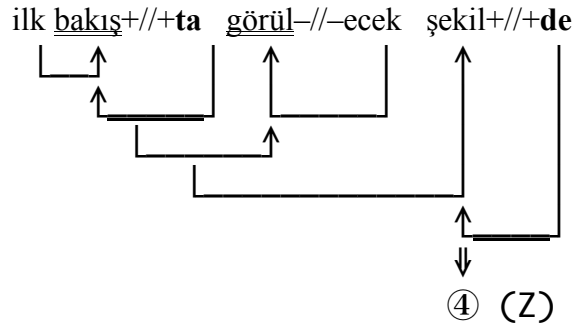 ilk bakış+//+ta görül–//–ecek şekil+//+de
④ (Z)